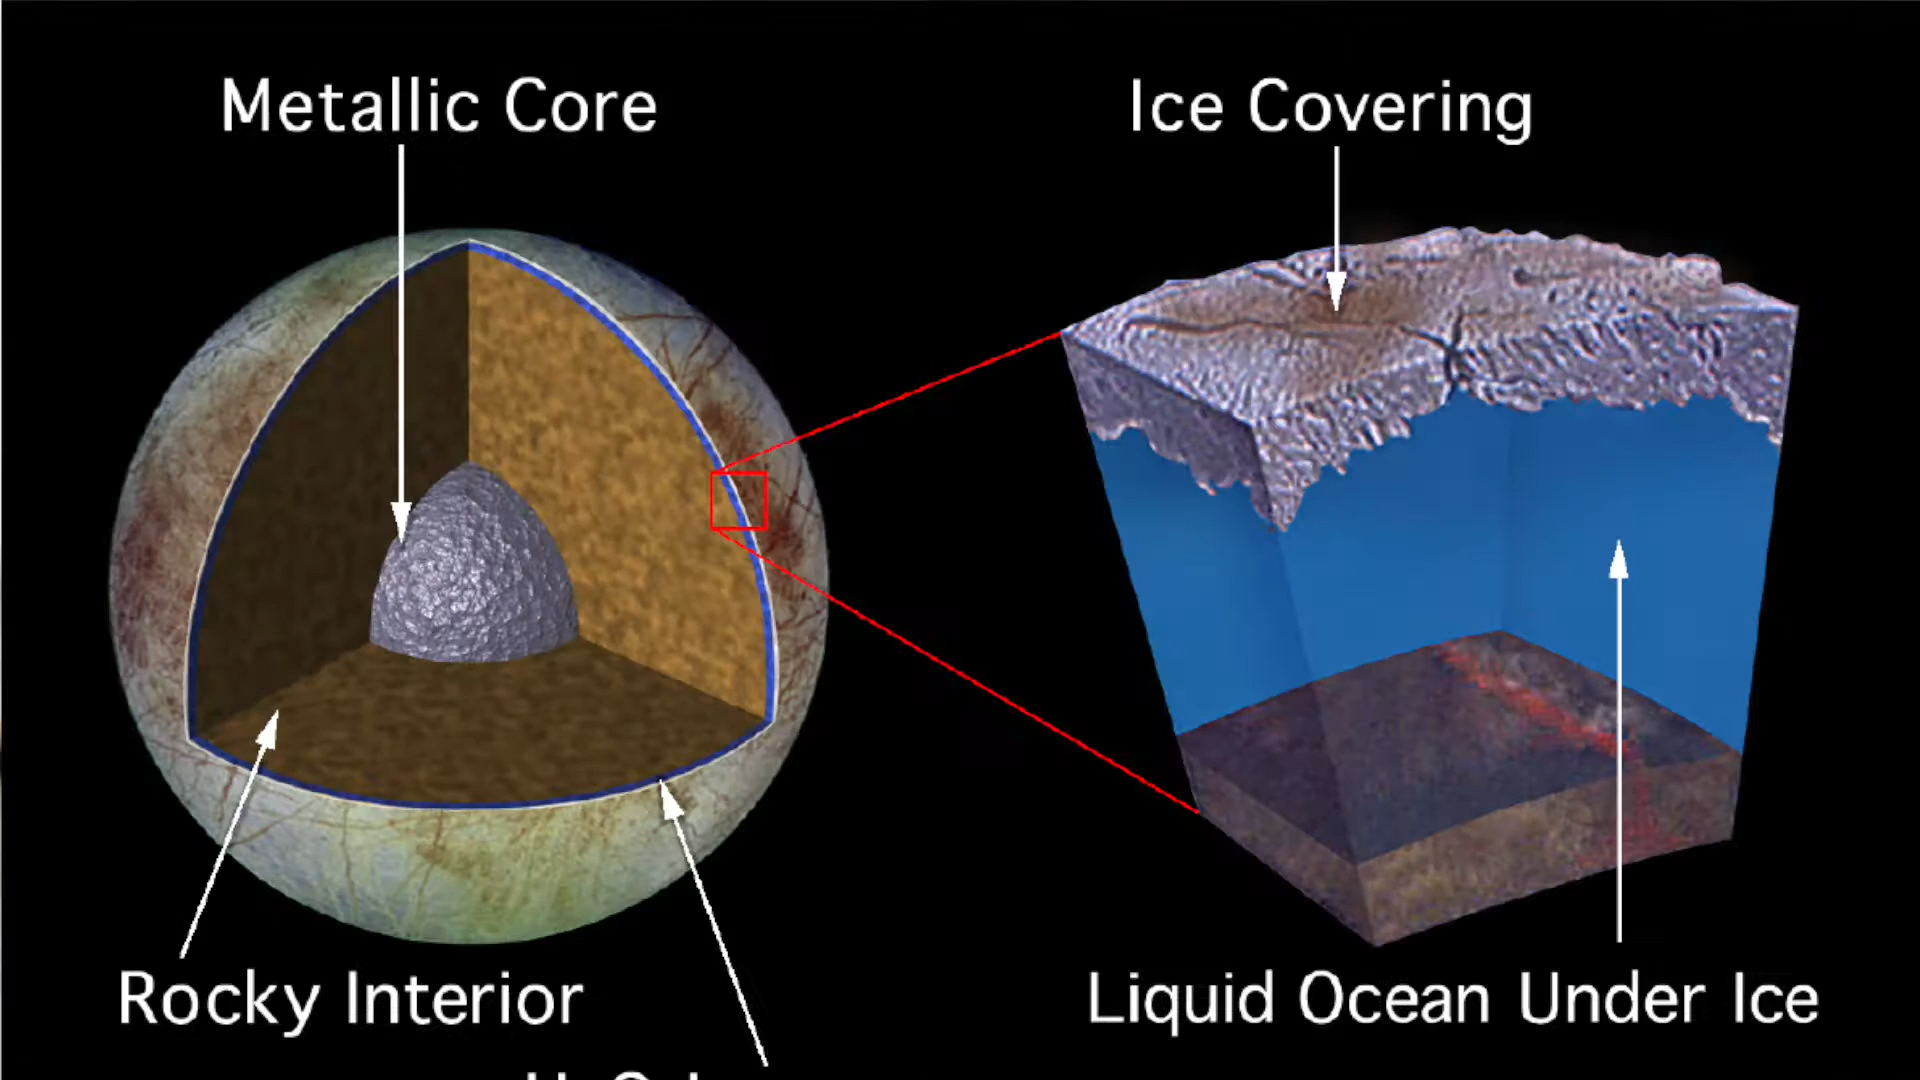 Metallic Core
Ice Covering
Rocky Interior
Liquid Ocean Under Ice